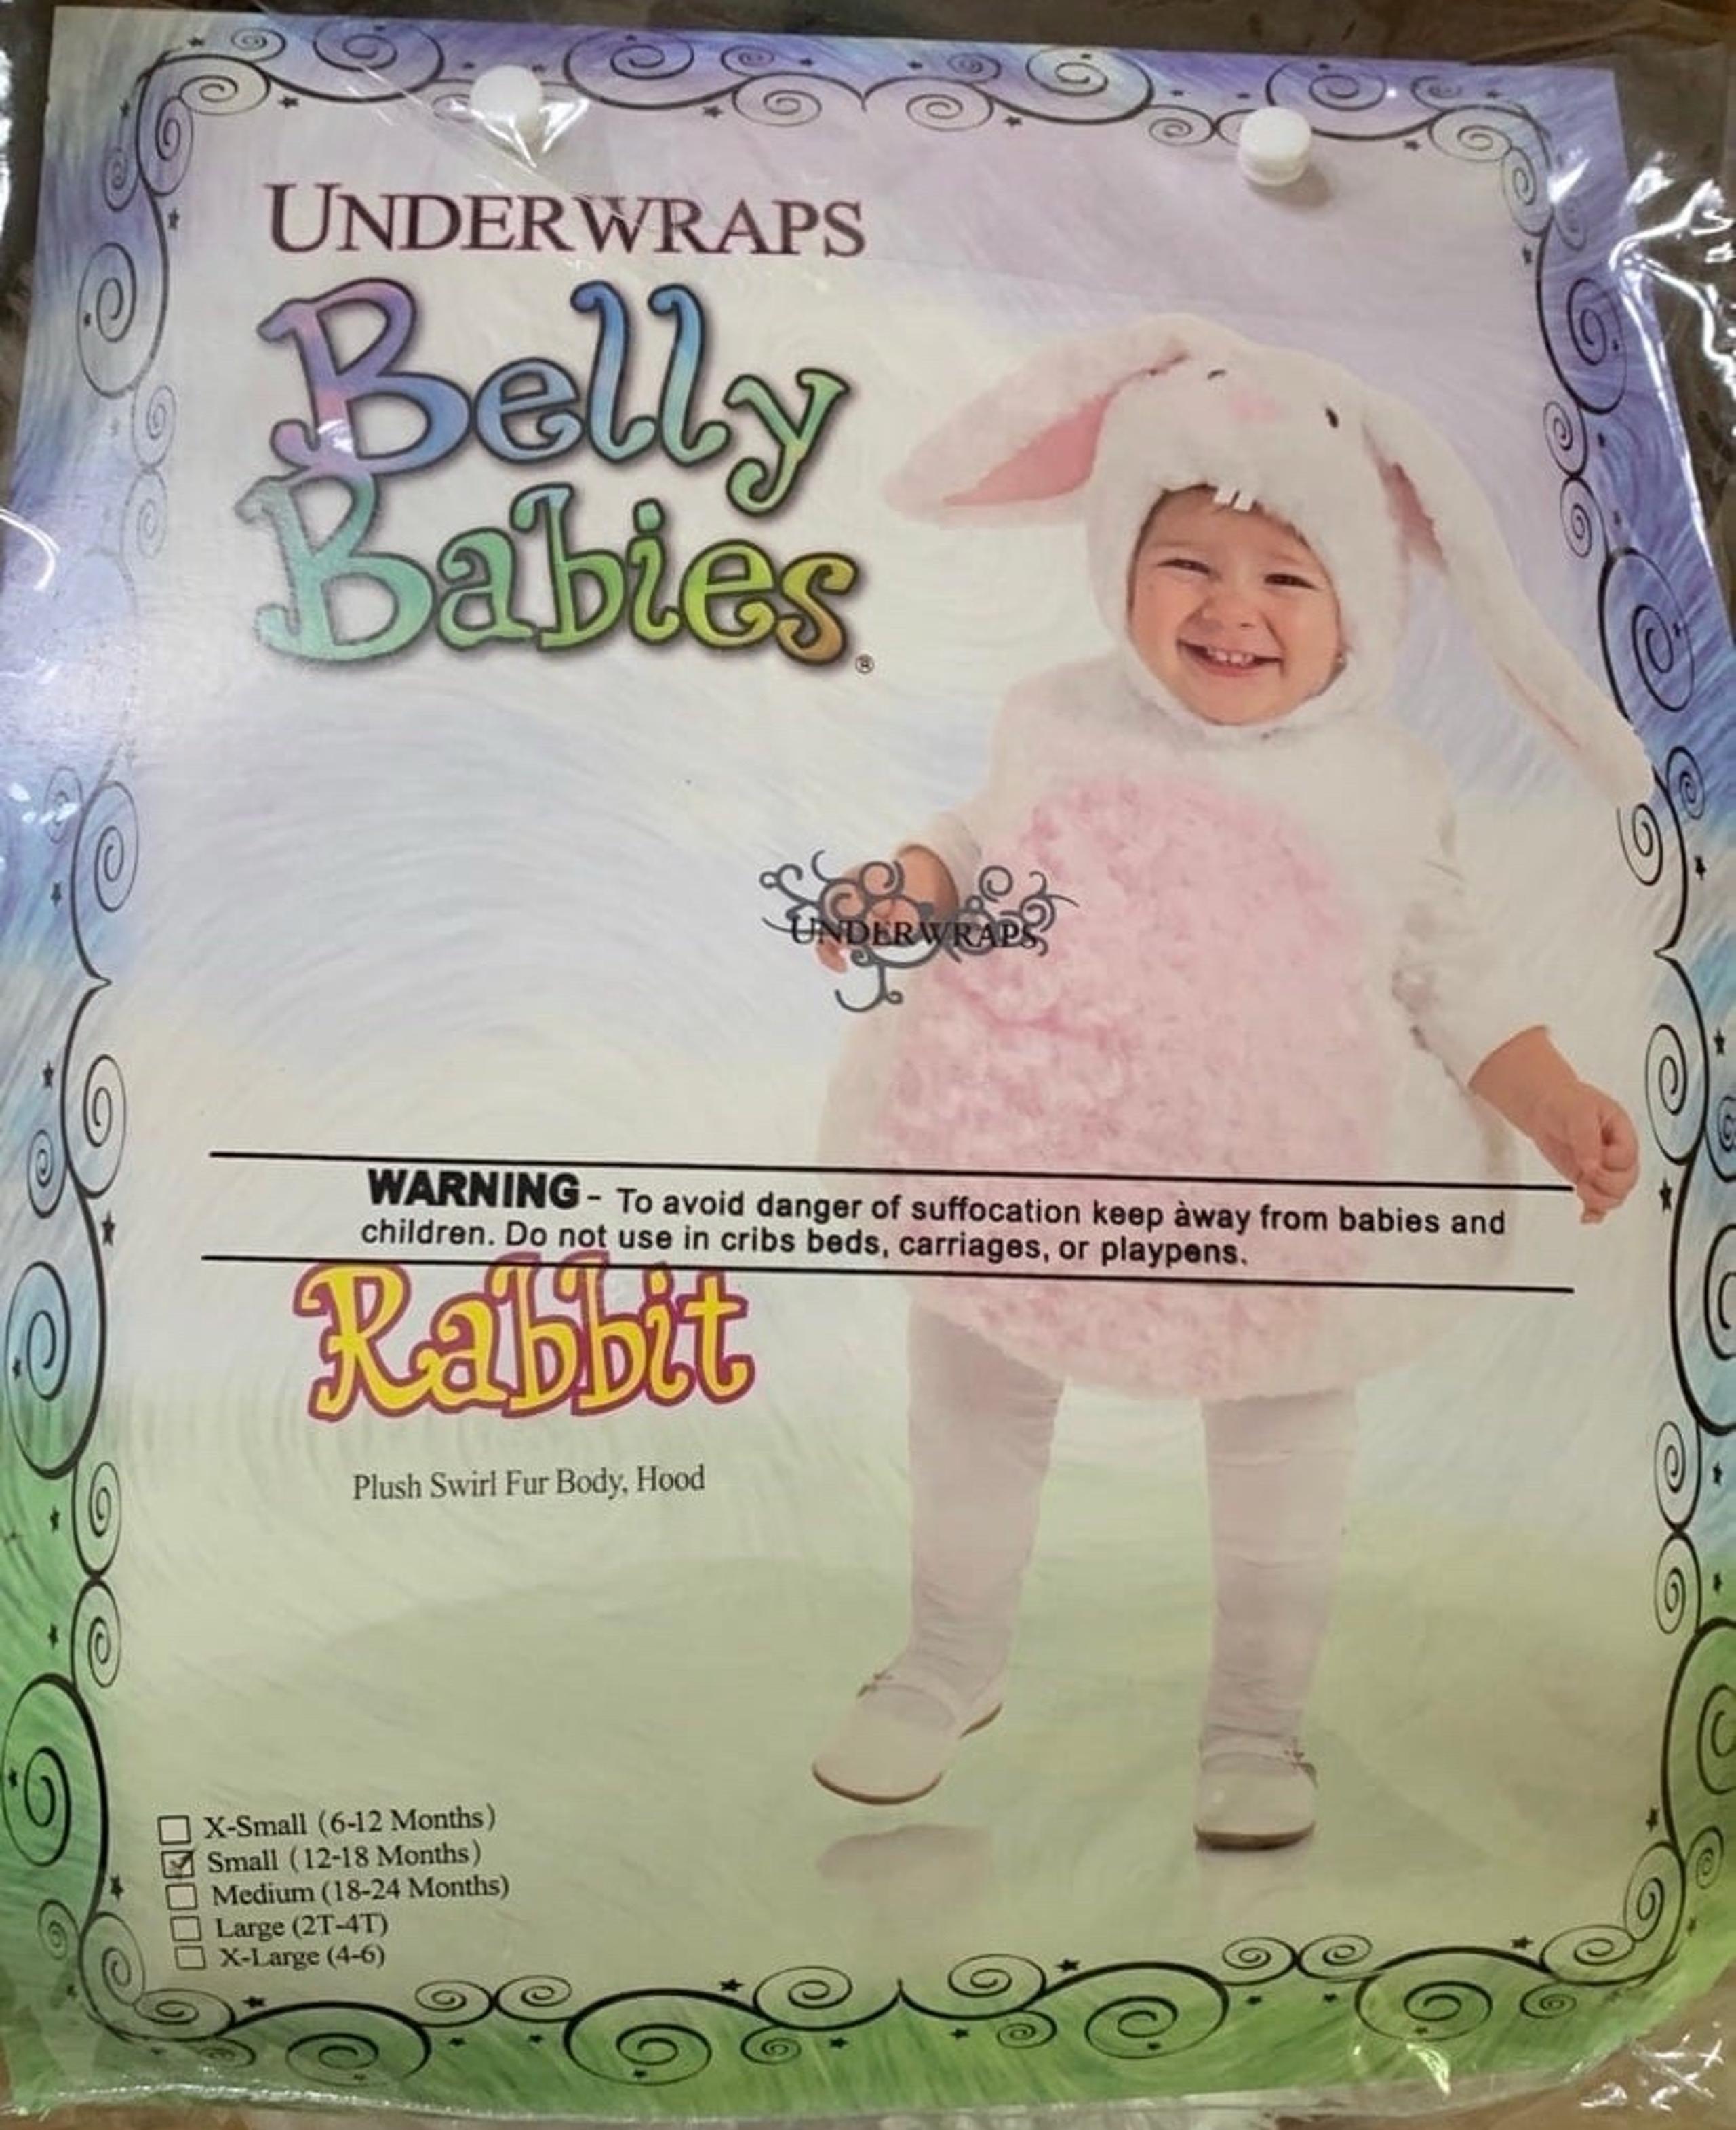 UNDERWRAPS
Belly
Babies®
UNDERWRAPS
WARNING - To avoid danger of suffocation keep away from babies and
children. Do not use in cribs beds, carriages, or playpens.
Rabbit
Plush Swirl Fur Body, Hood
X-Small (6-12 Months)
Small (12-18 Months)
Medium (18-24 Months)
Large (2T-4T)
X-Large (4-6)